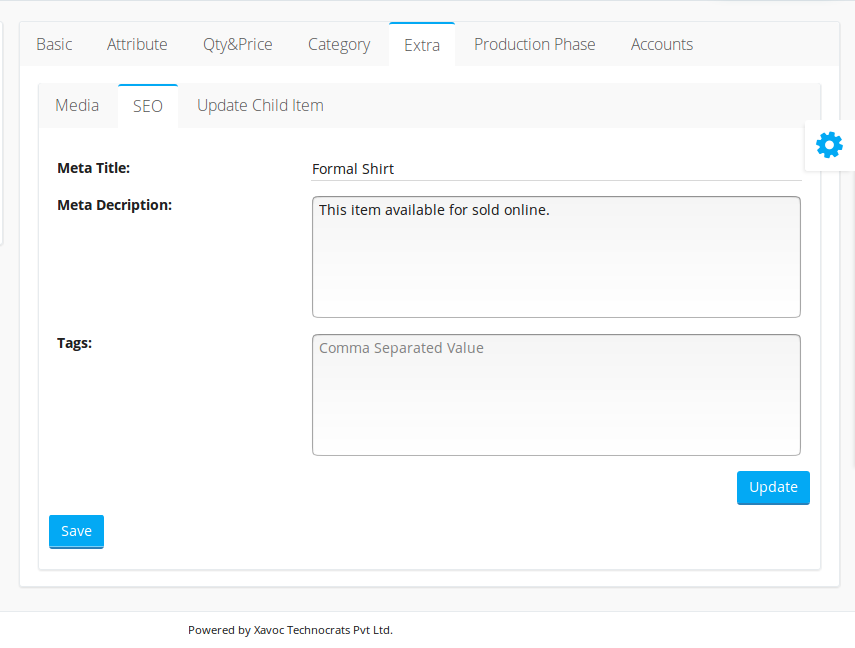 Basic Attribute Qty&Price Category Extra Production Phase Accounts
Media SEO Update Child Item
Meta Title: Formal Shirt
Meta Decription: This item available for sold online.
Tags: Comma Separated Value
Update
Save
Powered by Xavoc Technocrats Pvt Ltd.